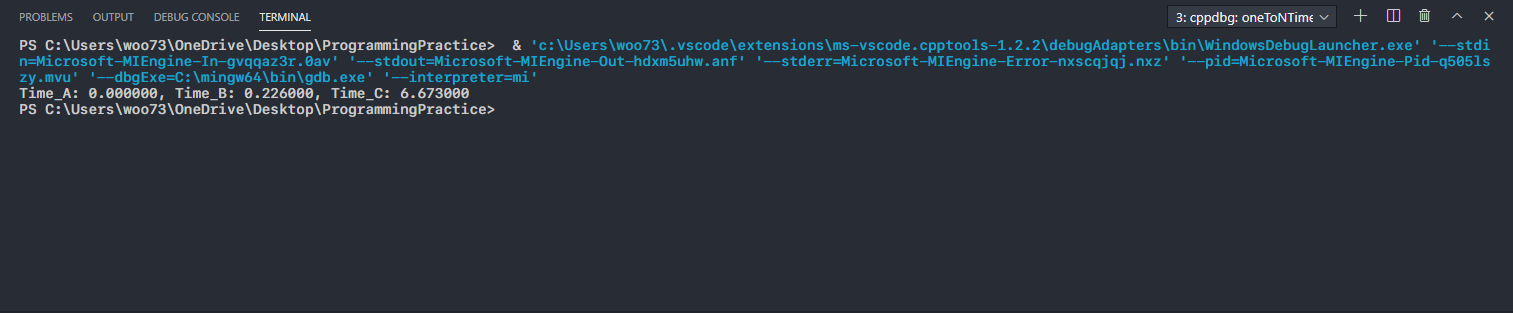 PROBLEMS OUTPUT DEBUG CONSOLE TERMINAL 3: cppdbg: oneToNTime
PS C:\Users\woo73\OneDrive\Desktop\ProgrammingPractice>  & 'c:\Users\woo73\.vscode\extensions\ms-vscode.cpptools-1.2.2\debugAdapters\bin\WindowsDebugLauncher.exe' '--stdi
n=Microsoft-MIEngine-In-gvqqaz3r.0av' '--stdout=Microsoft-MIEngine-Out-hdxm5uhw.anf' '--stderr=Microsoft-MIEngine-Error-nxscqjqj.nxz' '--pid=Microsoft-MIEngine-Pid-q505ls
zy.mvu' '--dbgExe=C:\mingw64\bin\gdb.exe' '--interpreter=mi'
Time_A: 0.000000, Time_B: 0.226000, Time_C: 6.673000
PS C:\Users\woo73\OneDrive\Desktop\ProgrammingPractice>